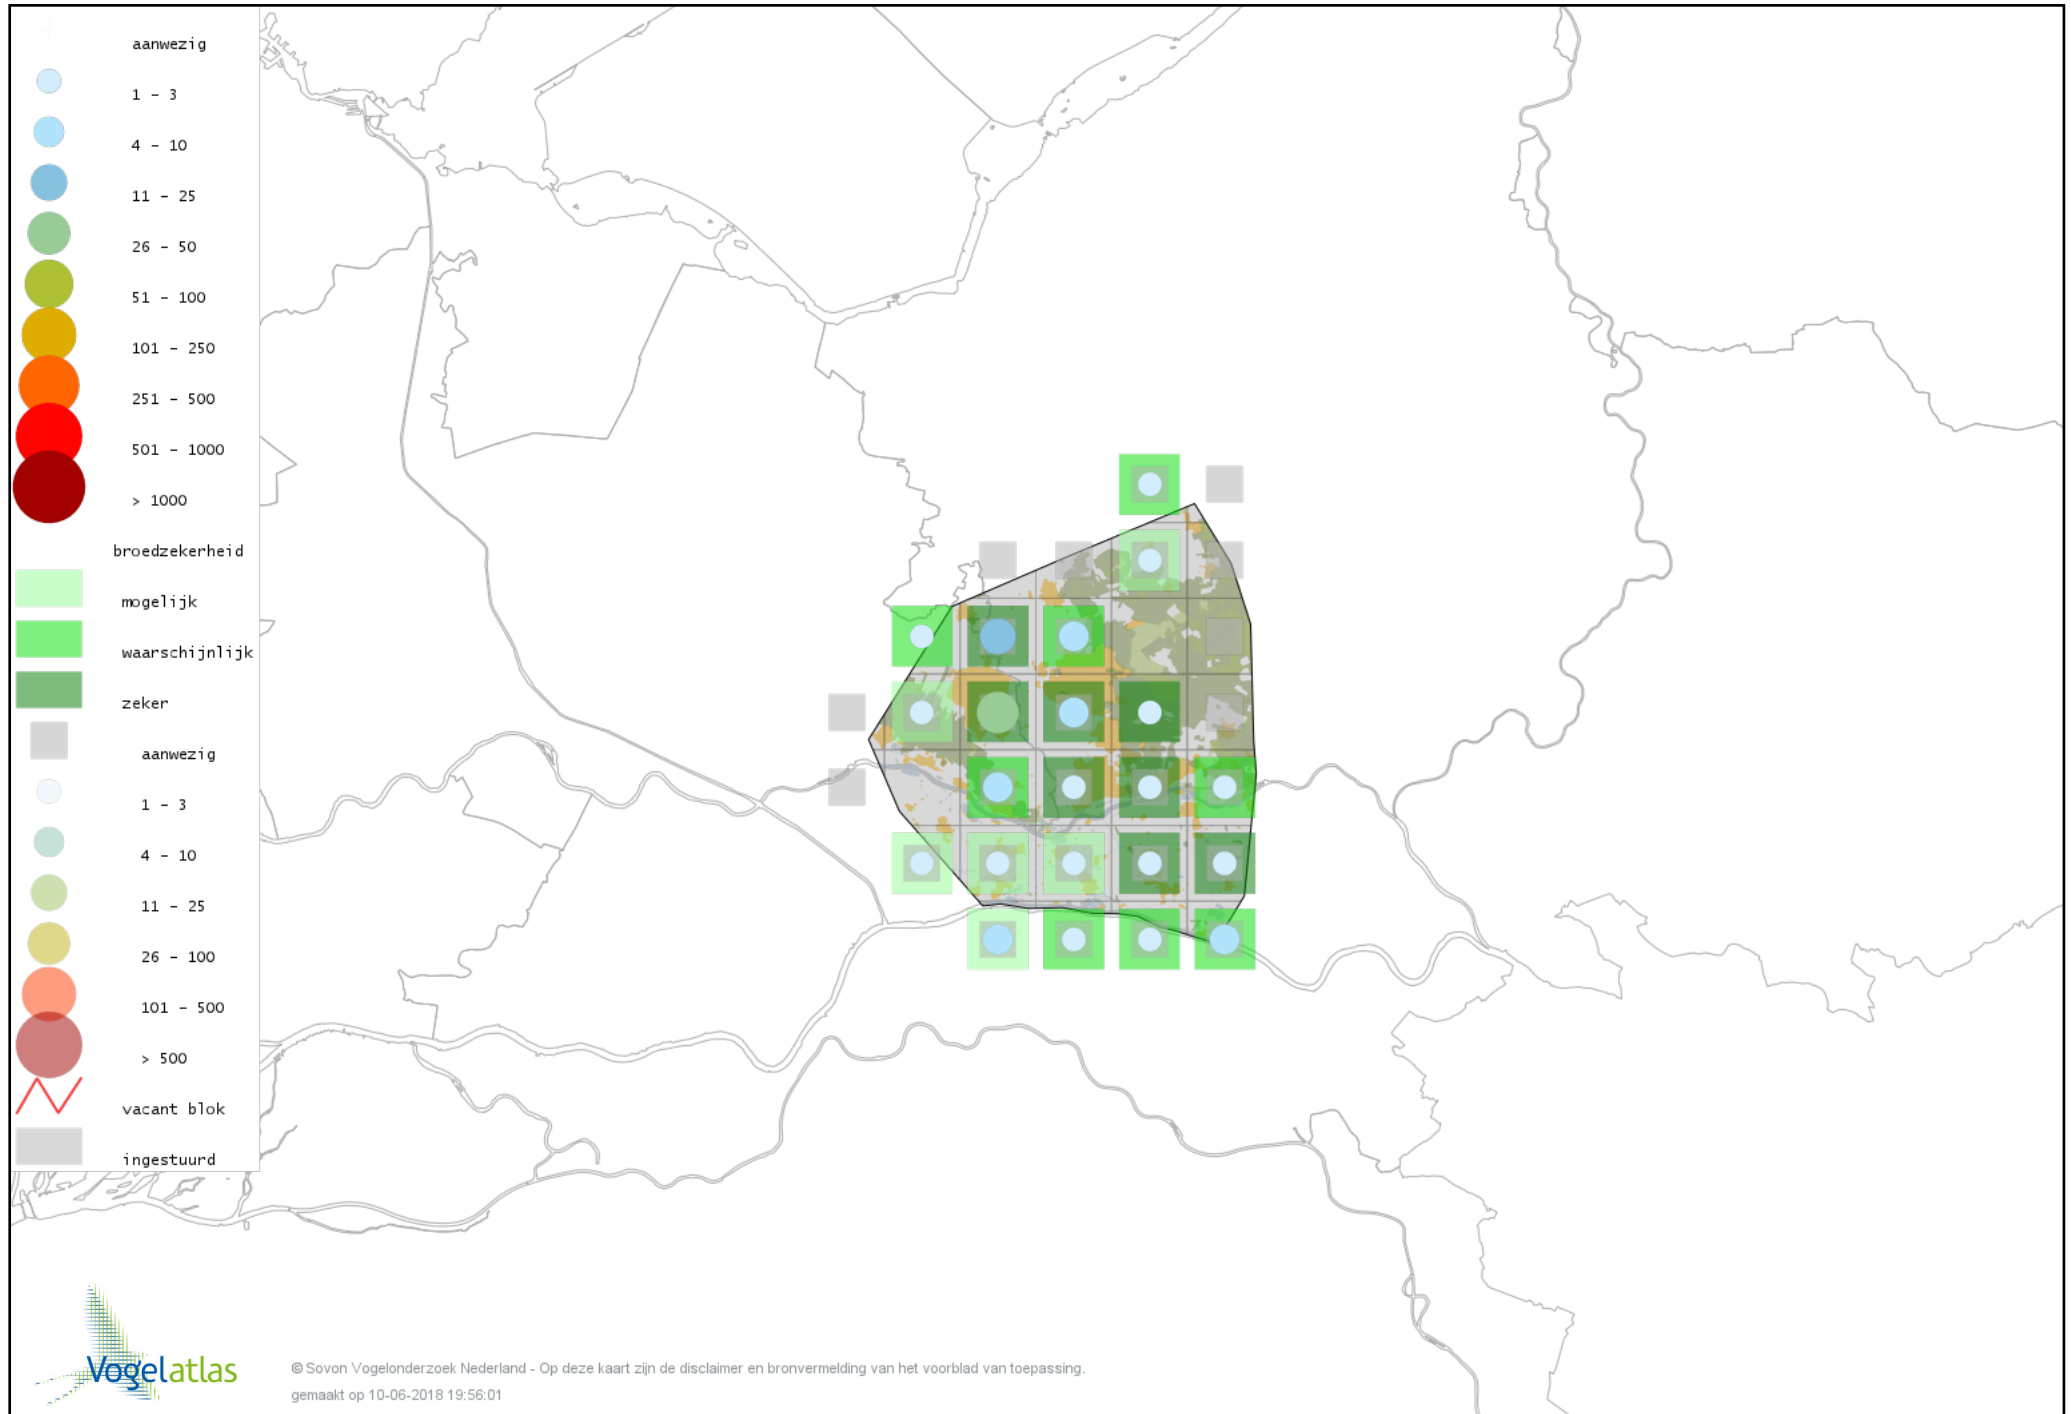 aanwezig
1 - 3
4 - 10
11 - 25
26 - 50
51 - 100
101 - 250
251 - 500
501 - 1000
> 1000
broedzekerheid
mogelijk
waarschijnlijk
zeker
aanwezig
1 - 3
4 - 10
11 - 25
26 - 100
101 - 500
> 500
vacant blok
ingestuurd
Vogelatlas
© Sovon Vogelonderzoek Nederland - Op deze kaart zijn de disclaimer en bronvermelding van het voorblad van toepassing.
gemaakt op 10-06-2018 19:56:01